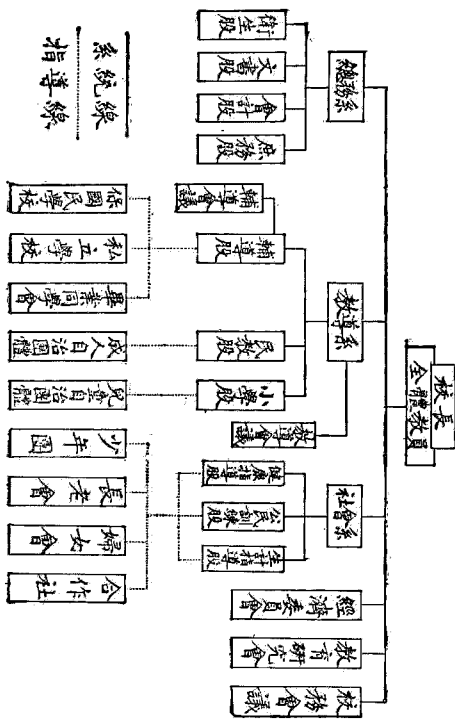 校長
全體教員
總務系
教導系
社會系
經濟委員會
教育研究會
校務會議
衛生股
文書股
會計股
庶務股
輔導會議
輔導股
民教股
小學股
教導會議
健康指導股
公民訓練股
生計指導股
保國民學校
私立學校
畢業同學會
成人自治團體
兒童自治團體
少年團
長老會
婦女會
合作社
系統線
指導線